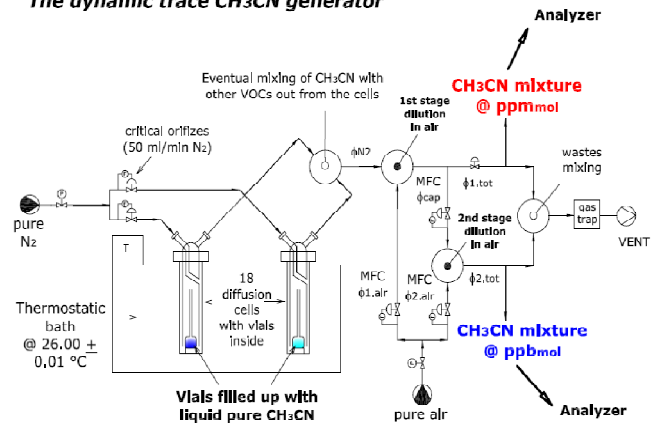 The dynamic trace CH3CN generator
Analyzer
Eventual mixing of CH3CN with
other VOCs out from the cells
1st stage
dilution
in air
CH3CN mixture
@ ppmmol
critical orifizes
(50 ml/min N2)
ϕN2
MFC
ϕcap
ϕ1.tot
wastes
mixing
P
P
P
pure
N2
2nd stage
dilution
in air
gas
trap
VENT
T
18
diffusion
cells
with vials
inside
MFC
ϕ1.air
MFC
ϕ2.air
ϕ2.tot
Thermostatic
bath
@ 26.00 ±
0,01 °C
CH3CN mixture
@ ppbmol
Vials filled up with
liquid pure CH3CN
pure air
Analyzer